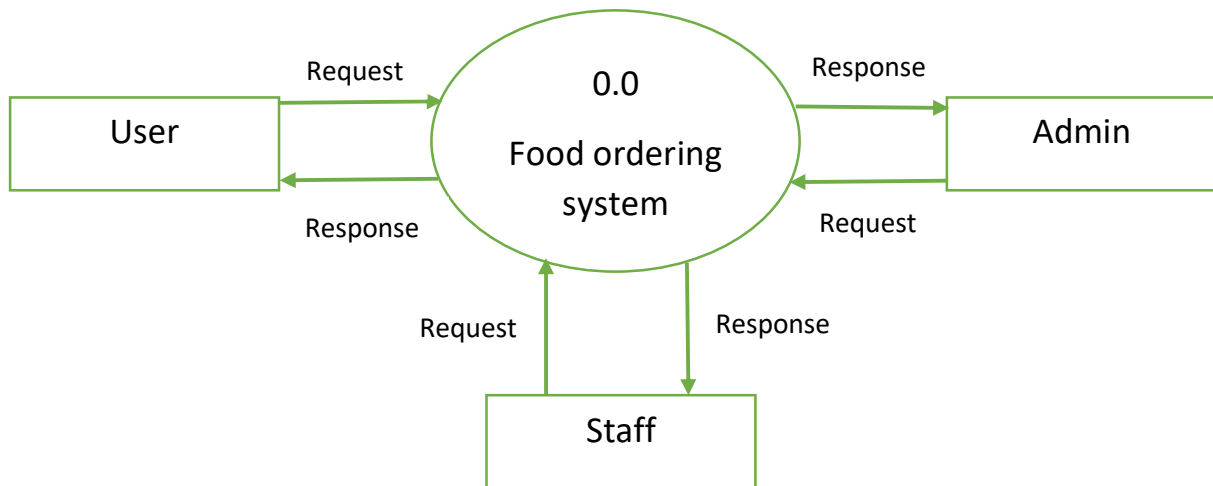 Request
0.0
Response
User
Food ordering
system
Admin
Response
Request
Request
Response
Staff